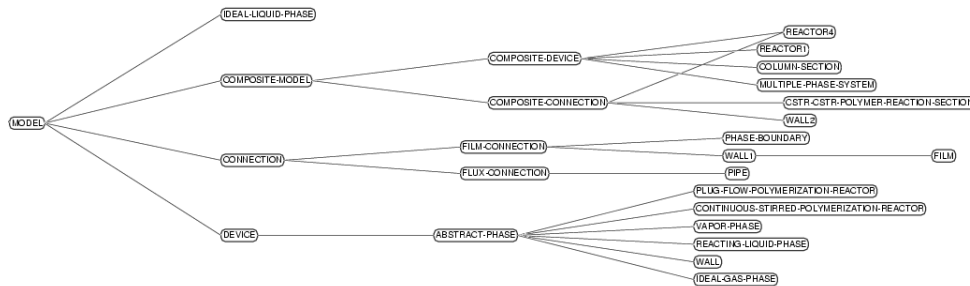 IDEAL-LIQUID-PHASE
REACTOR4
REACTOR1
COMPOSITE-DEVICE
COLUMN-SECTION
COMPOSITE-MODEL
MULTIPLE-PHASE-SYSTEM
COMPOSITE-CONNECTION
CSTR-CSTR-POLYMER-REACTION-SECTION
WALL2
MODEL
PHASE-BOUNDARY
FILM-CONNECTION
WALL1
FILM
CONNECTION
FLUX-CONNECTION
PIPE
PLUG-FLOW-POLYMERIZATION-REACTOR
CONTINUOUS-STIRRED-POLYMERIZATION-REACTOR
VAPOR-PHASE
DEVICE
ABSTRACT-PHASE
REACTING-LIQUID-PHASE
WALL
IDEAL-GAS-PHASE